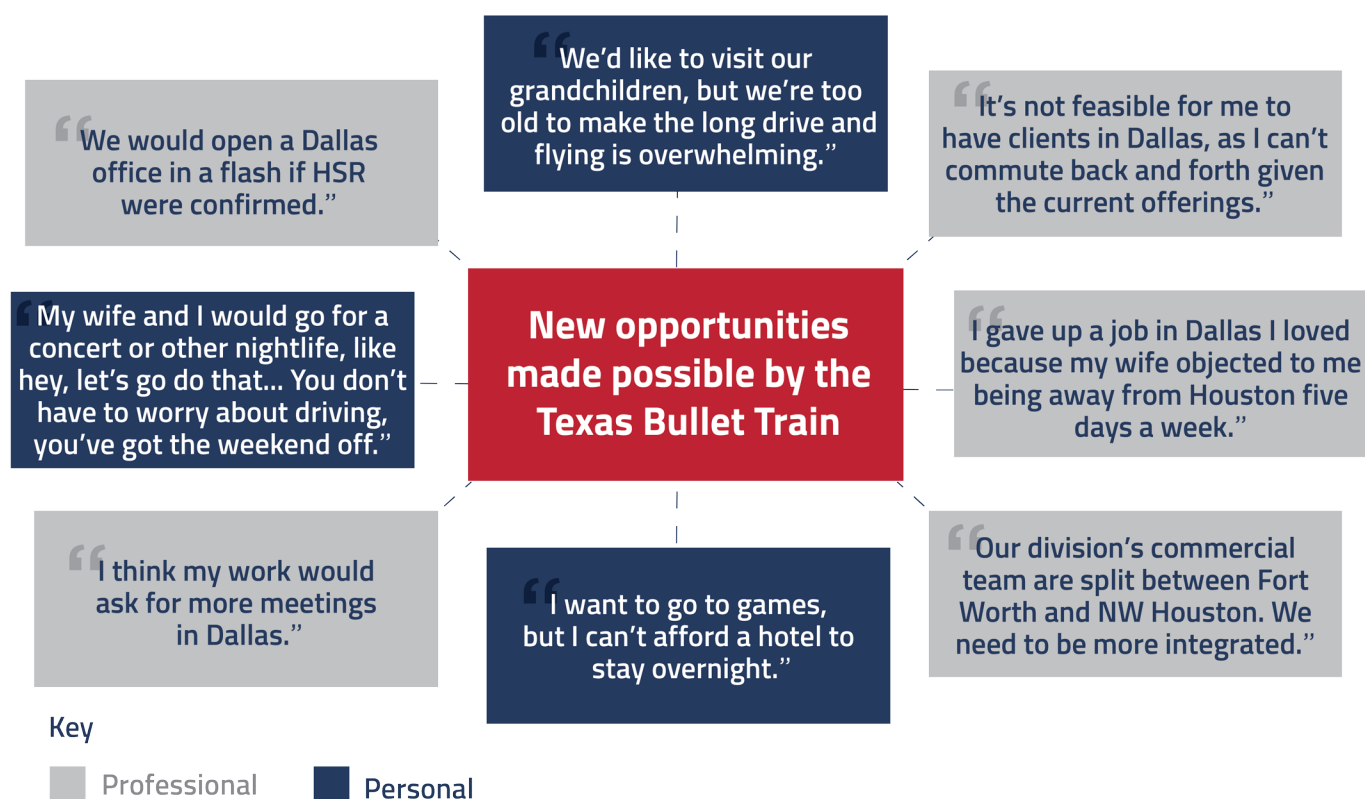 “We’d like to visit our
grandchildren, but we’re too
old to make the long drive and
flying is overwhelming.”
“We would open a Dallas
office in a flash if HSR
were confirmed.”
“It’s not feasible for me to
have clients in Dallas, as I can’t
commute back and forth given
the current offerings.”
“My wife and I would go for a
concert or other nightlife, like
hey, let’s go do that... You don’t
have to worry about driving,
you’ve got the weekend off.”
New opportunities
made possible by the
Texas Bullet Train
“I gave up a job in Dallas I loved
because my wife objected to me
being away from Houston five
days a week.”
“I think my work would
ask for more meetings
in Dallas.”
“I want to go to games,
but I can’t afford a hotel to
stay overnight.”
“Our division’s commercial
team are split between Fort
Worth and NW Houston. We
need to be more integrated.”
Key
Professional
Personal